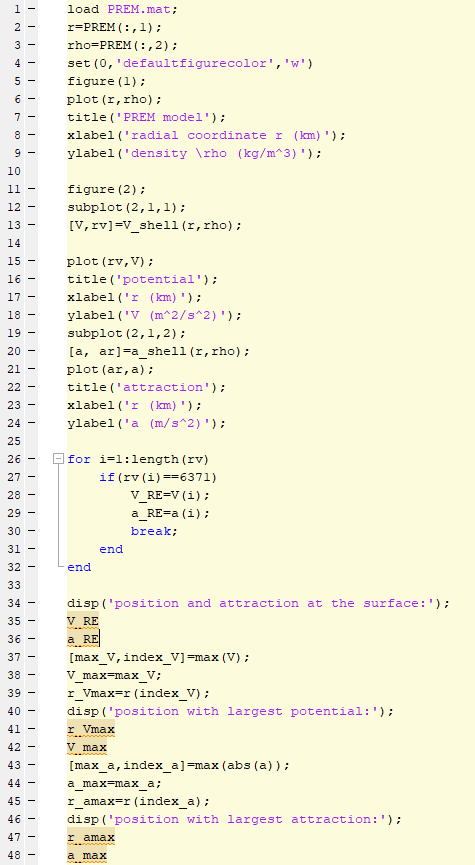 1 - load PREM.mat;
2 - r=PREM(:,1);
3 - rho=PREM(:,2);
4 - set(0,'defaultfigurecolor','w')
5 - figure(1);
6 - plot(r,rho);
7 - title('PREM model');
8 - xlabel('radial coordinate r (km)');
9 - ylabel('density \rho (kg/m^3)');
10
11 - figure(2);
12 - subplot(2,1,1);
13 - [V,rv]=V_shell(r,rho);
14
15 - plot(rv,V);
16 - title('potential');
17 - xlabel('r (km)');
18 - ylabel('V (m^2/s^2)');
19 - subplot(2,1,2);
20 - [a, ar]=a_shell(r,rho);
21 - plot(ar,a);
22 - title('attraction');
23 - xlabel('r (km)');
24 - ylabel('a (m/s^2)');
25
26 - for i=1:length(rv)
27 - if(rv(i)==6371)
28 - V_RE=V(i);
29 - a_RE=a(i);
30 - break;
31 - end
32 - end
33
34 - disp('position and attraction at the surface:');
35 - V_RE
36 - a_RE
37 - [max_V,index_V]=max(V);
38 - V_max=max_V;
39 - r_Vmax=r(index_V);
40 - disp('position with largest potential:');
41 - r_Vmax
42 - V_max
43 - [max_a,index_a]=max(abs(a));
44 - a_max=max_a;
45 - r_amax=r(index_a);
46 - disp('position with largest attraction:');
47 - r_amax
48 - a_max